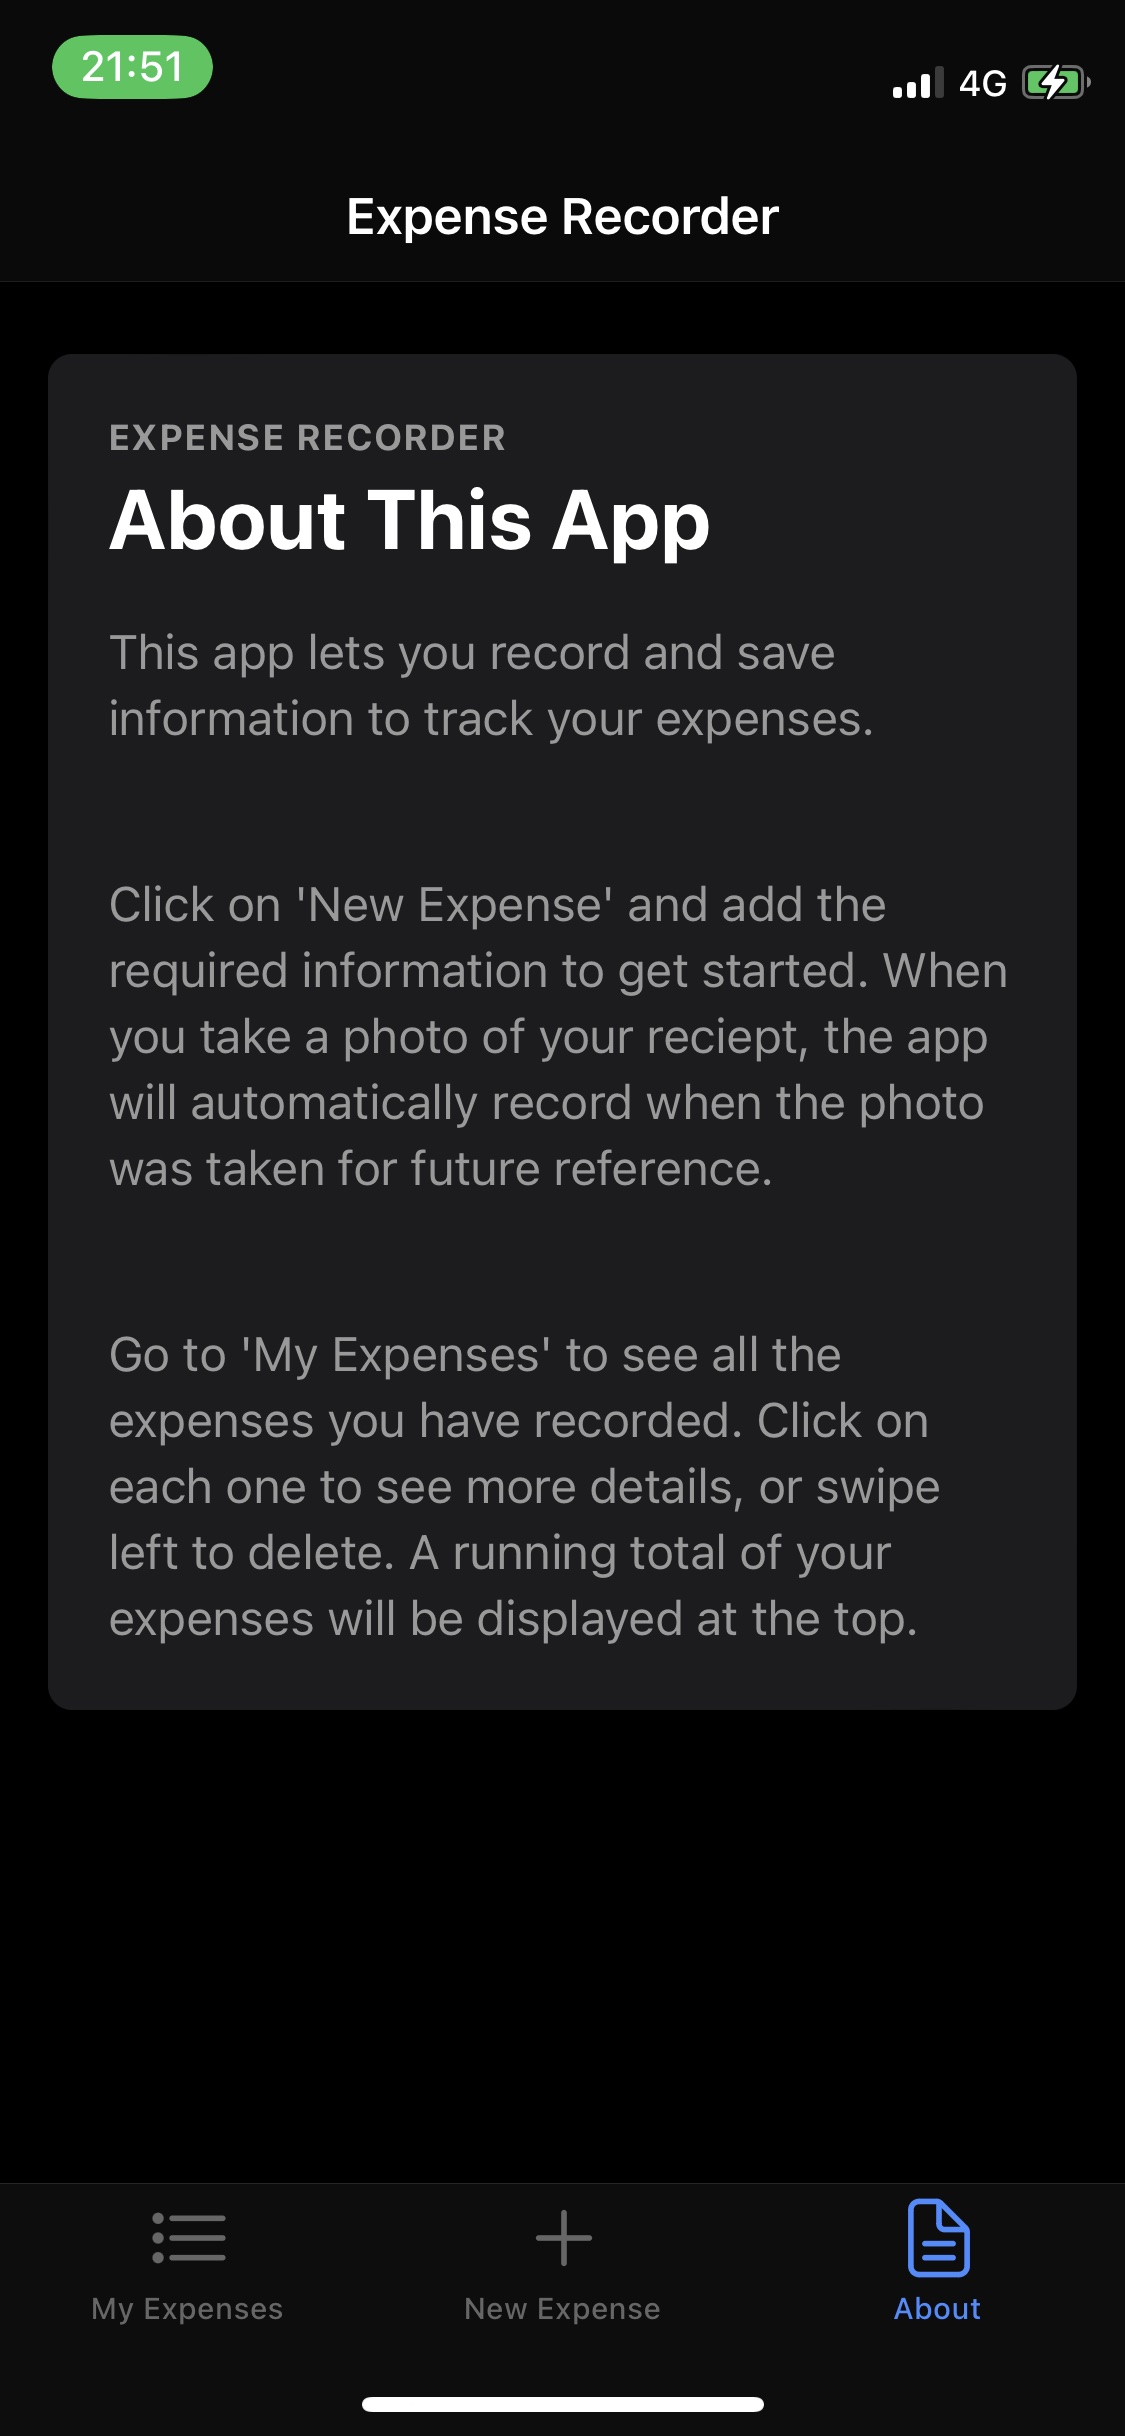 21:51
4G
Expense Recorder
EXPENSE RECORDER
About This App
This app lets you record and save
information to track your expenses.
Click on 'New Expense' and add the
required information to get started. When
you take a photo of your reciept, the app
will automatically record when the photo
was taken for future reference.
Go to 'My Expenses' to see all the
expenses you have recorded. Click on
each one to see more details, or swipe
left to delete. A running total of your
expenses will be displayed at the top.
My Expenses
New Expense
About